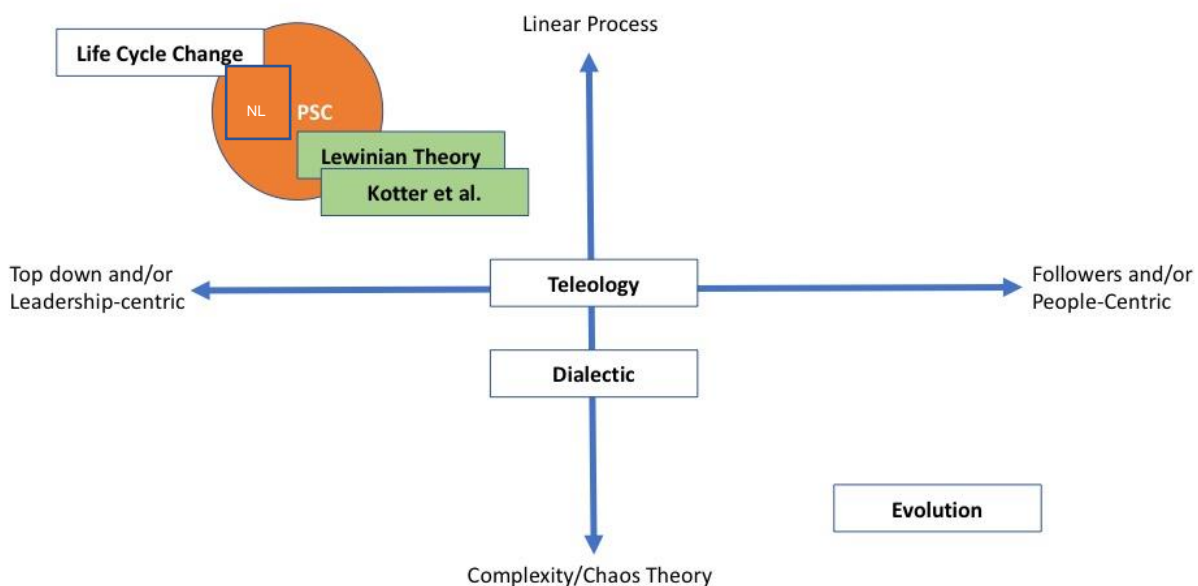 Linear Process
Life Cycle Change
NL
PSC
Lewinian Theory
Kotter et al.
Top down and/or
Leadership-centric
Teleology
Followers and/or
People-Centric
Dialectic
Evolution
Complexity/Chaos Theory